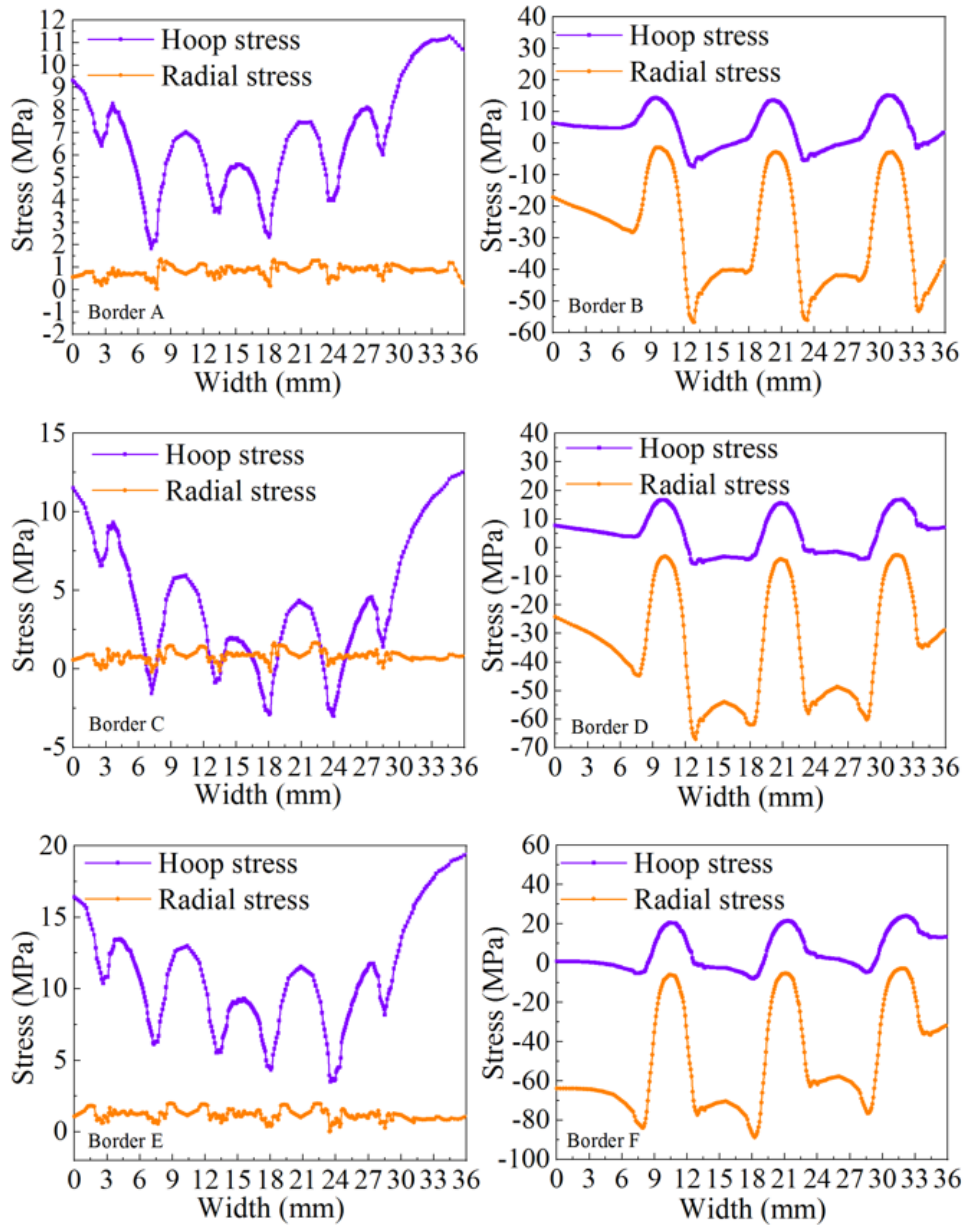 12
11
10
9
8
7
6
5
4
3
2
1
0
-1
-2
Stress (MPa)
Hoop stress
Radial stress
Border A
0 3 6 9 12 15 18 21 24 27 30 33 36
Width (mm)
40
30
20
10
0
-10
-20
-30
-40
-50
-60
Stress (MPa)
Hoop stress
Radial stress
Border B
0 3 6 9 12 15 18 21 24 27 30 33 36
Width (mm)
15
10
5
0
-5
Stress (MPa)
Hoop stress
Radial stress
Border C
0 3 6 9 12 15 18 21 24 27 30 33 36
Width (mm)
40
30
20
10
0
-10
-20
-30
-40
-50
-60
-70
Stress (MPa)
Hoop stress
Radial stress
Border D
0 3 6 9 12 15 18 21 24 27 30 33 36
Width (mm)
20
15
10
5
0
Stress (MPa)
Hoop stress
Radial stress
Border E
0 3 6 9 12 15 18 21 24 27 30 33 36
Width (mm)
60
40
20
0
-20
-40
-60
-80
-100
Stress (MPa)
Hoop stress
Radial stress
Border F
0 3 6 9 12 15 18 21 24 27 30 33 36
Width (mm)